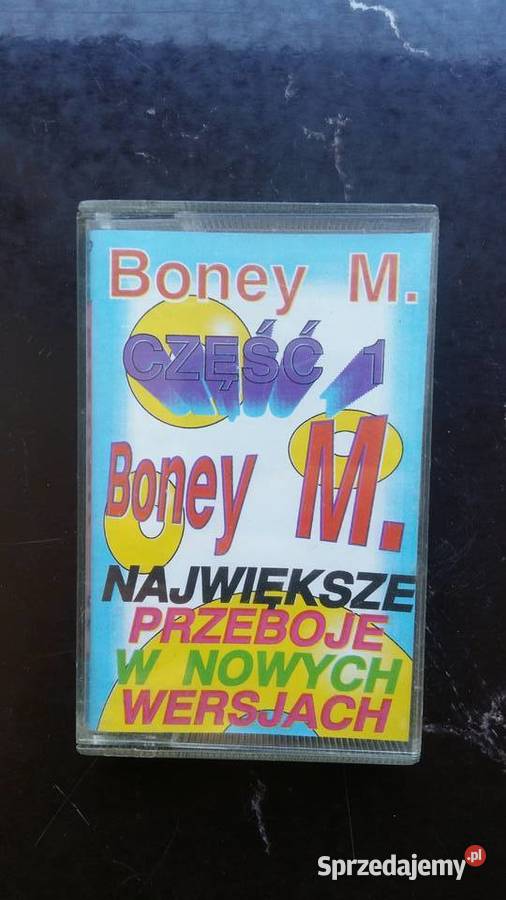 Boney M.
CZĘŚĆ 1
Boney M.
NAJWIĘKSZE
PRZEBOJE
W NOWYCH
WERSJACH
Sprzedajemy.pl